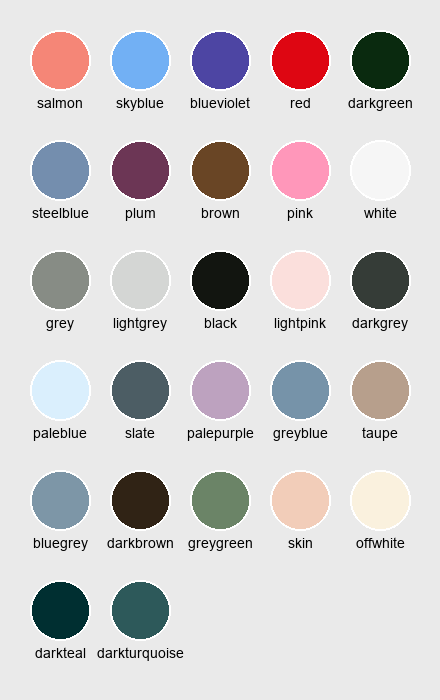 salmon skyblue blueviolet red darkgreen
steelblue plum brown pink white
grey lightgrey black lightpink darkgrey
paleblue slate palepurple greyblue taupe
bluegrey darkbrown greygreen skin offwhite
darkteal darkturquoise